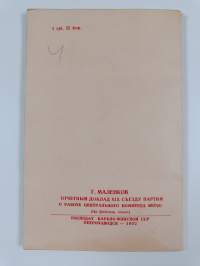 1 руб. 25 коп.
Г. МАЛЕНКОВ
ОТЧЕТНЫЙ ДОКЛАД XIX СЪЕЗДУ ПАРТИИ
О РАБОТЕ ЦЕНТРАЛЬНОГО КОМИТЕТА ВКП(б)
(На финском языке)
ГОСИЗДАТ КАРЕЛО-ФИНСКОЙ ССР
ПЕТРОЗАВОДСК — 1952